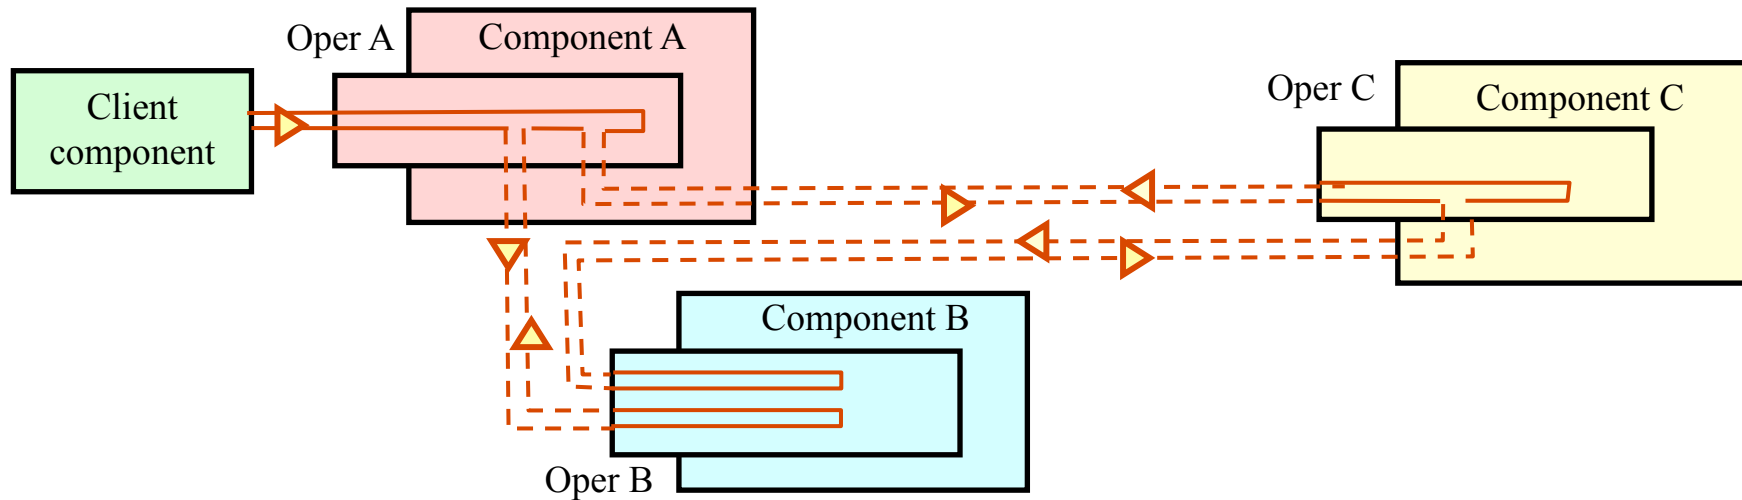 Oper A
Component A
Client
component
Oper C
Component C
Component B
Oper B